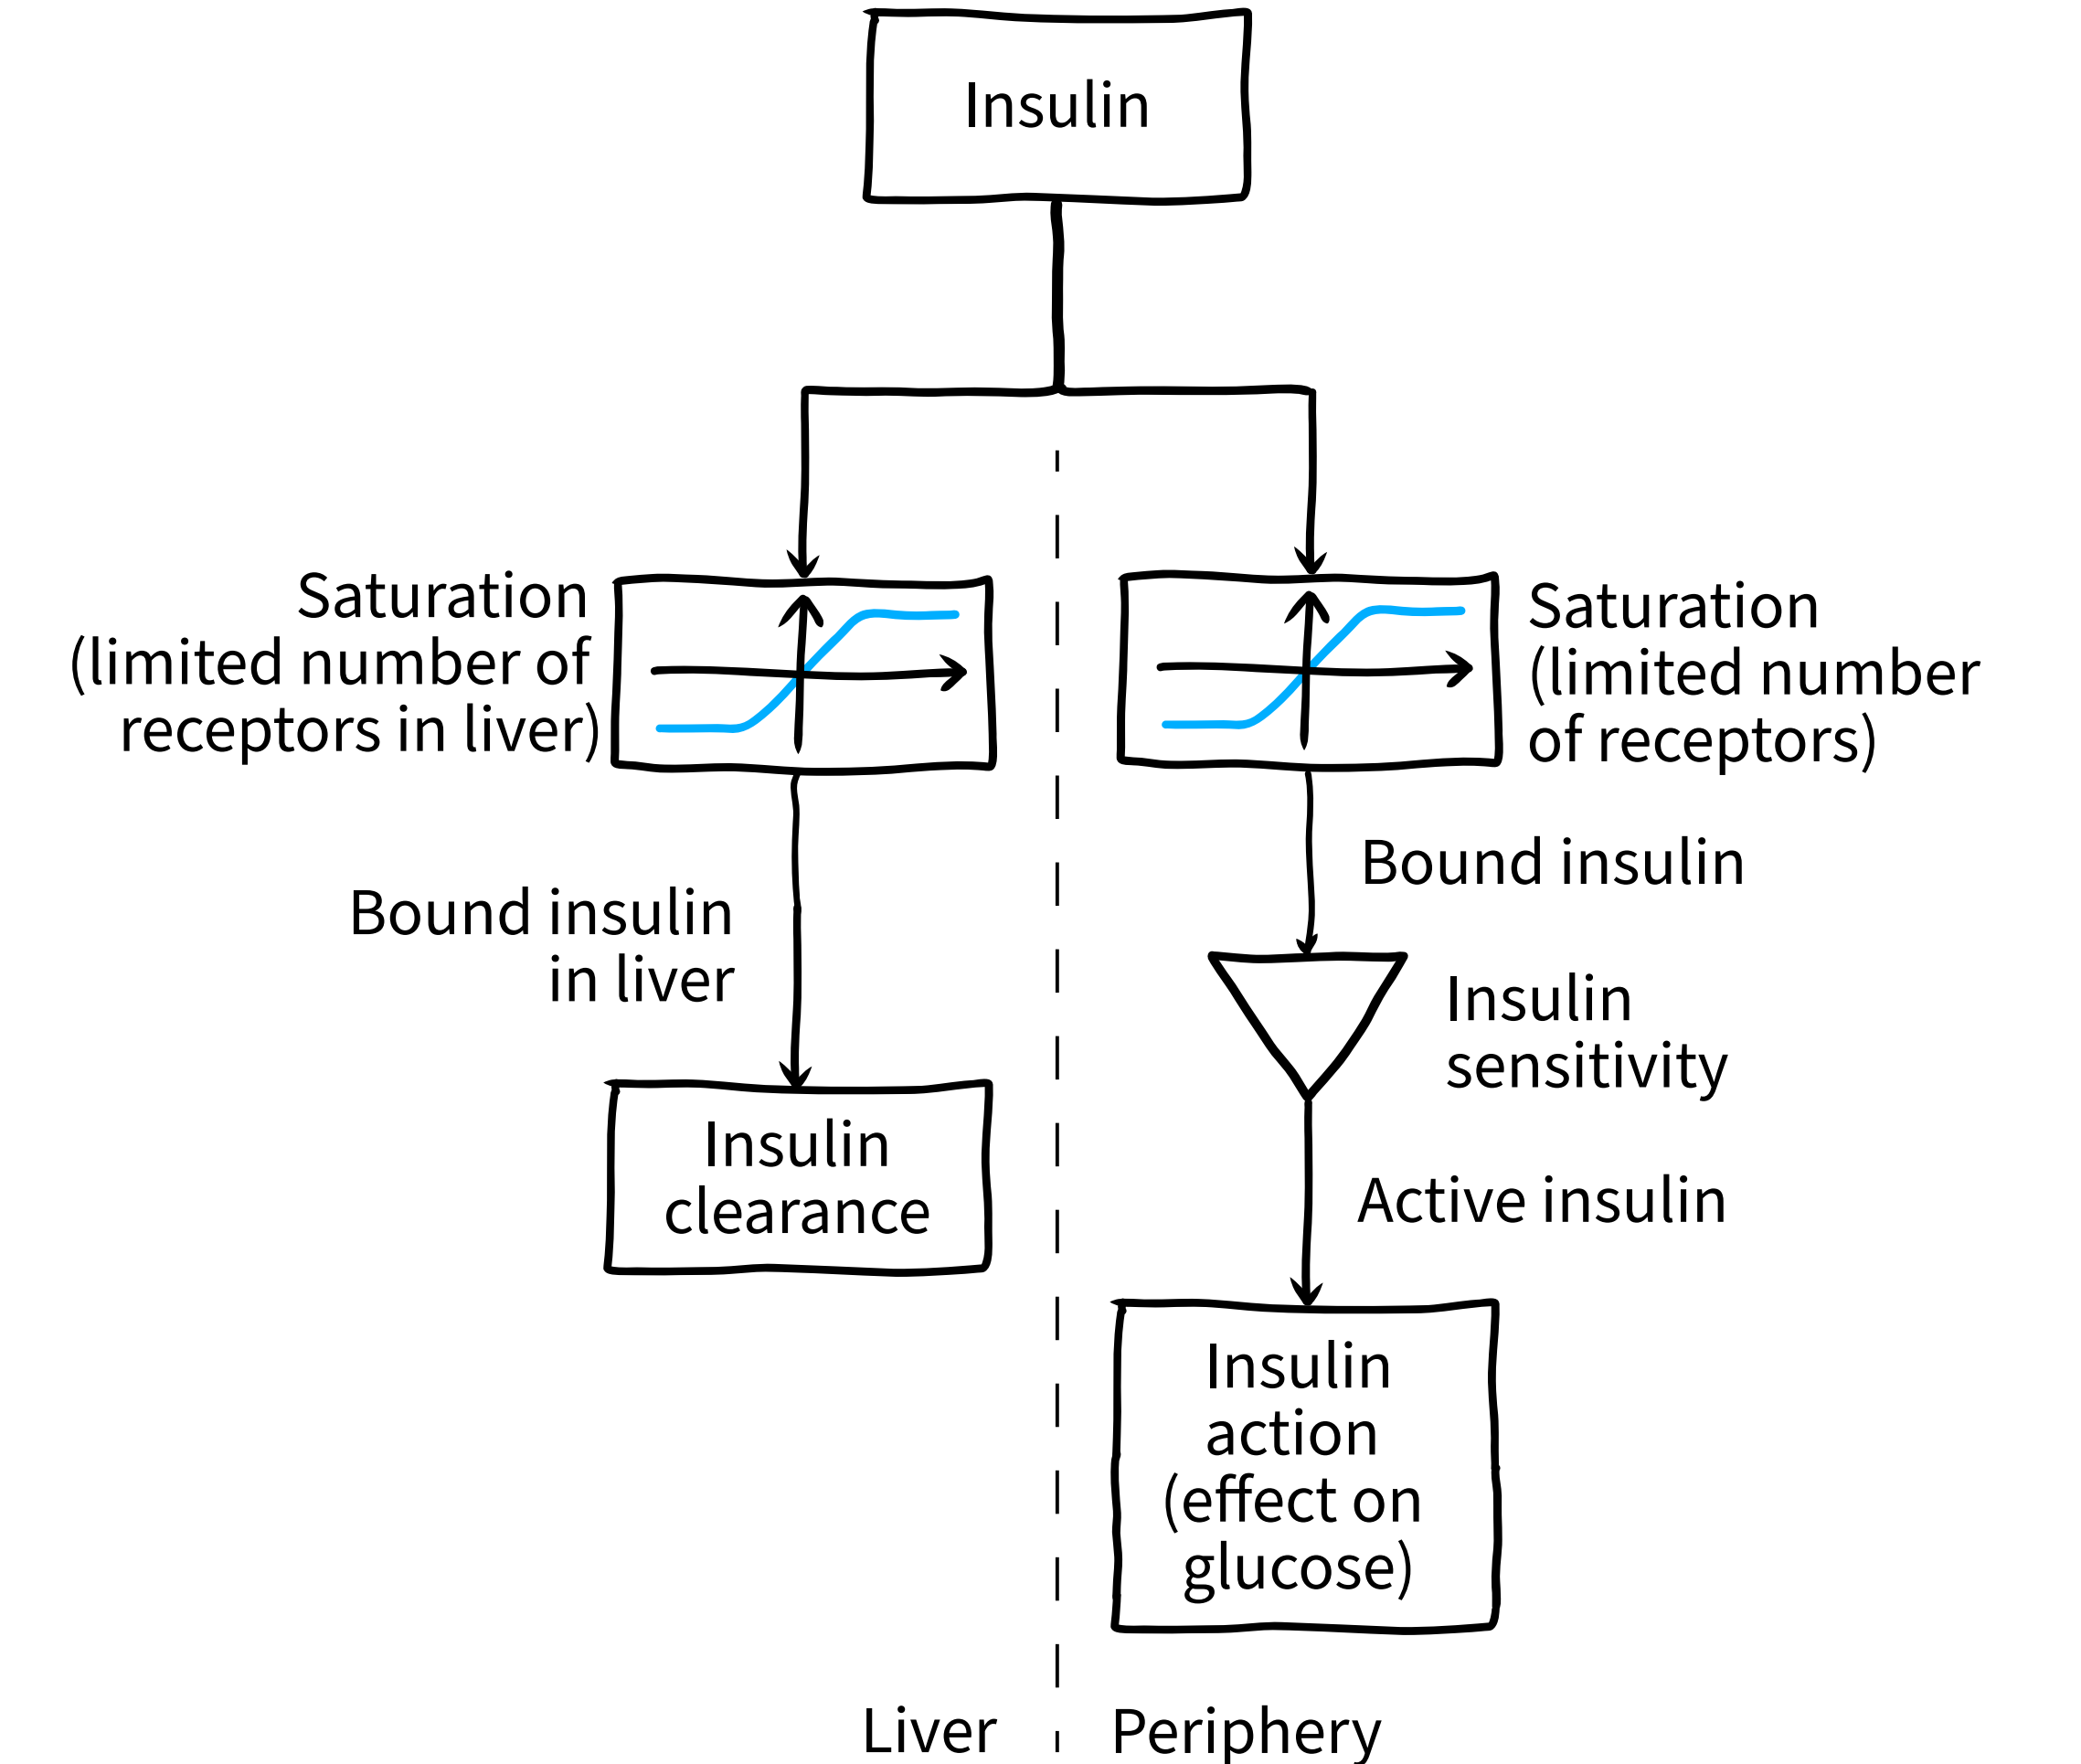 Insulin
Saturation
(limited number of
receptors in liver)
Saturation
(limited number
of receptors)
Bound insulin
in liver
Bound insulin
Insulin
sensitivity
Insulin
clearance
Active insulin
Insulin
action
(effect on
glucose)
Liver
Periphery